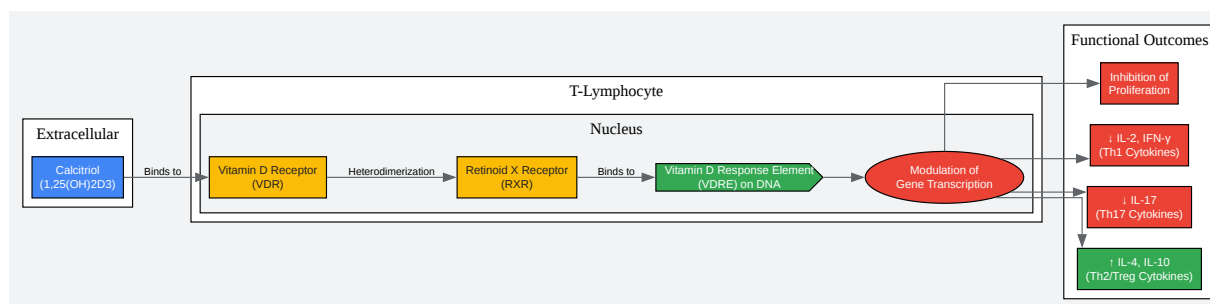 Extracellular
Calcitriol
(1,25(OH)2D3)
Binds to
T-Lymphocyte
Nucleus
Vitamin D Receptor
(VDR)
Heterodimerization
Retinoid X Receptor
(RXR)
Binds to
Vitamin D Response Element
(VDRE) on DNA
Modulation of
Gene Transcription
Functional Outcomes
Inhibition of
Proliferation
↓ IL-2, IFN-γ
(Th1 Cytokines)
↓ IL-17
(Th17 Cytokines)
↑ IL-4, IL-10
(Th2/Treg Cytokines)